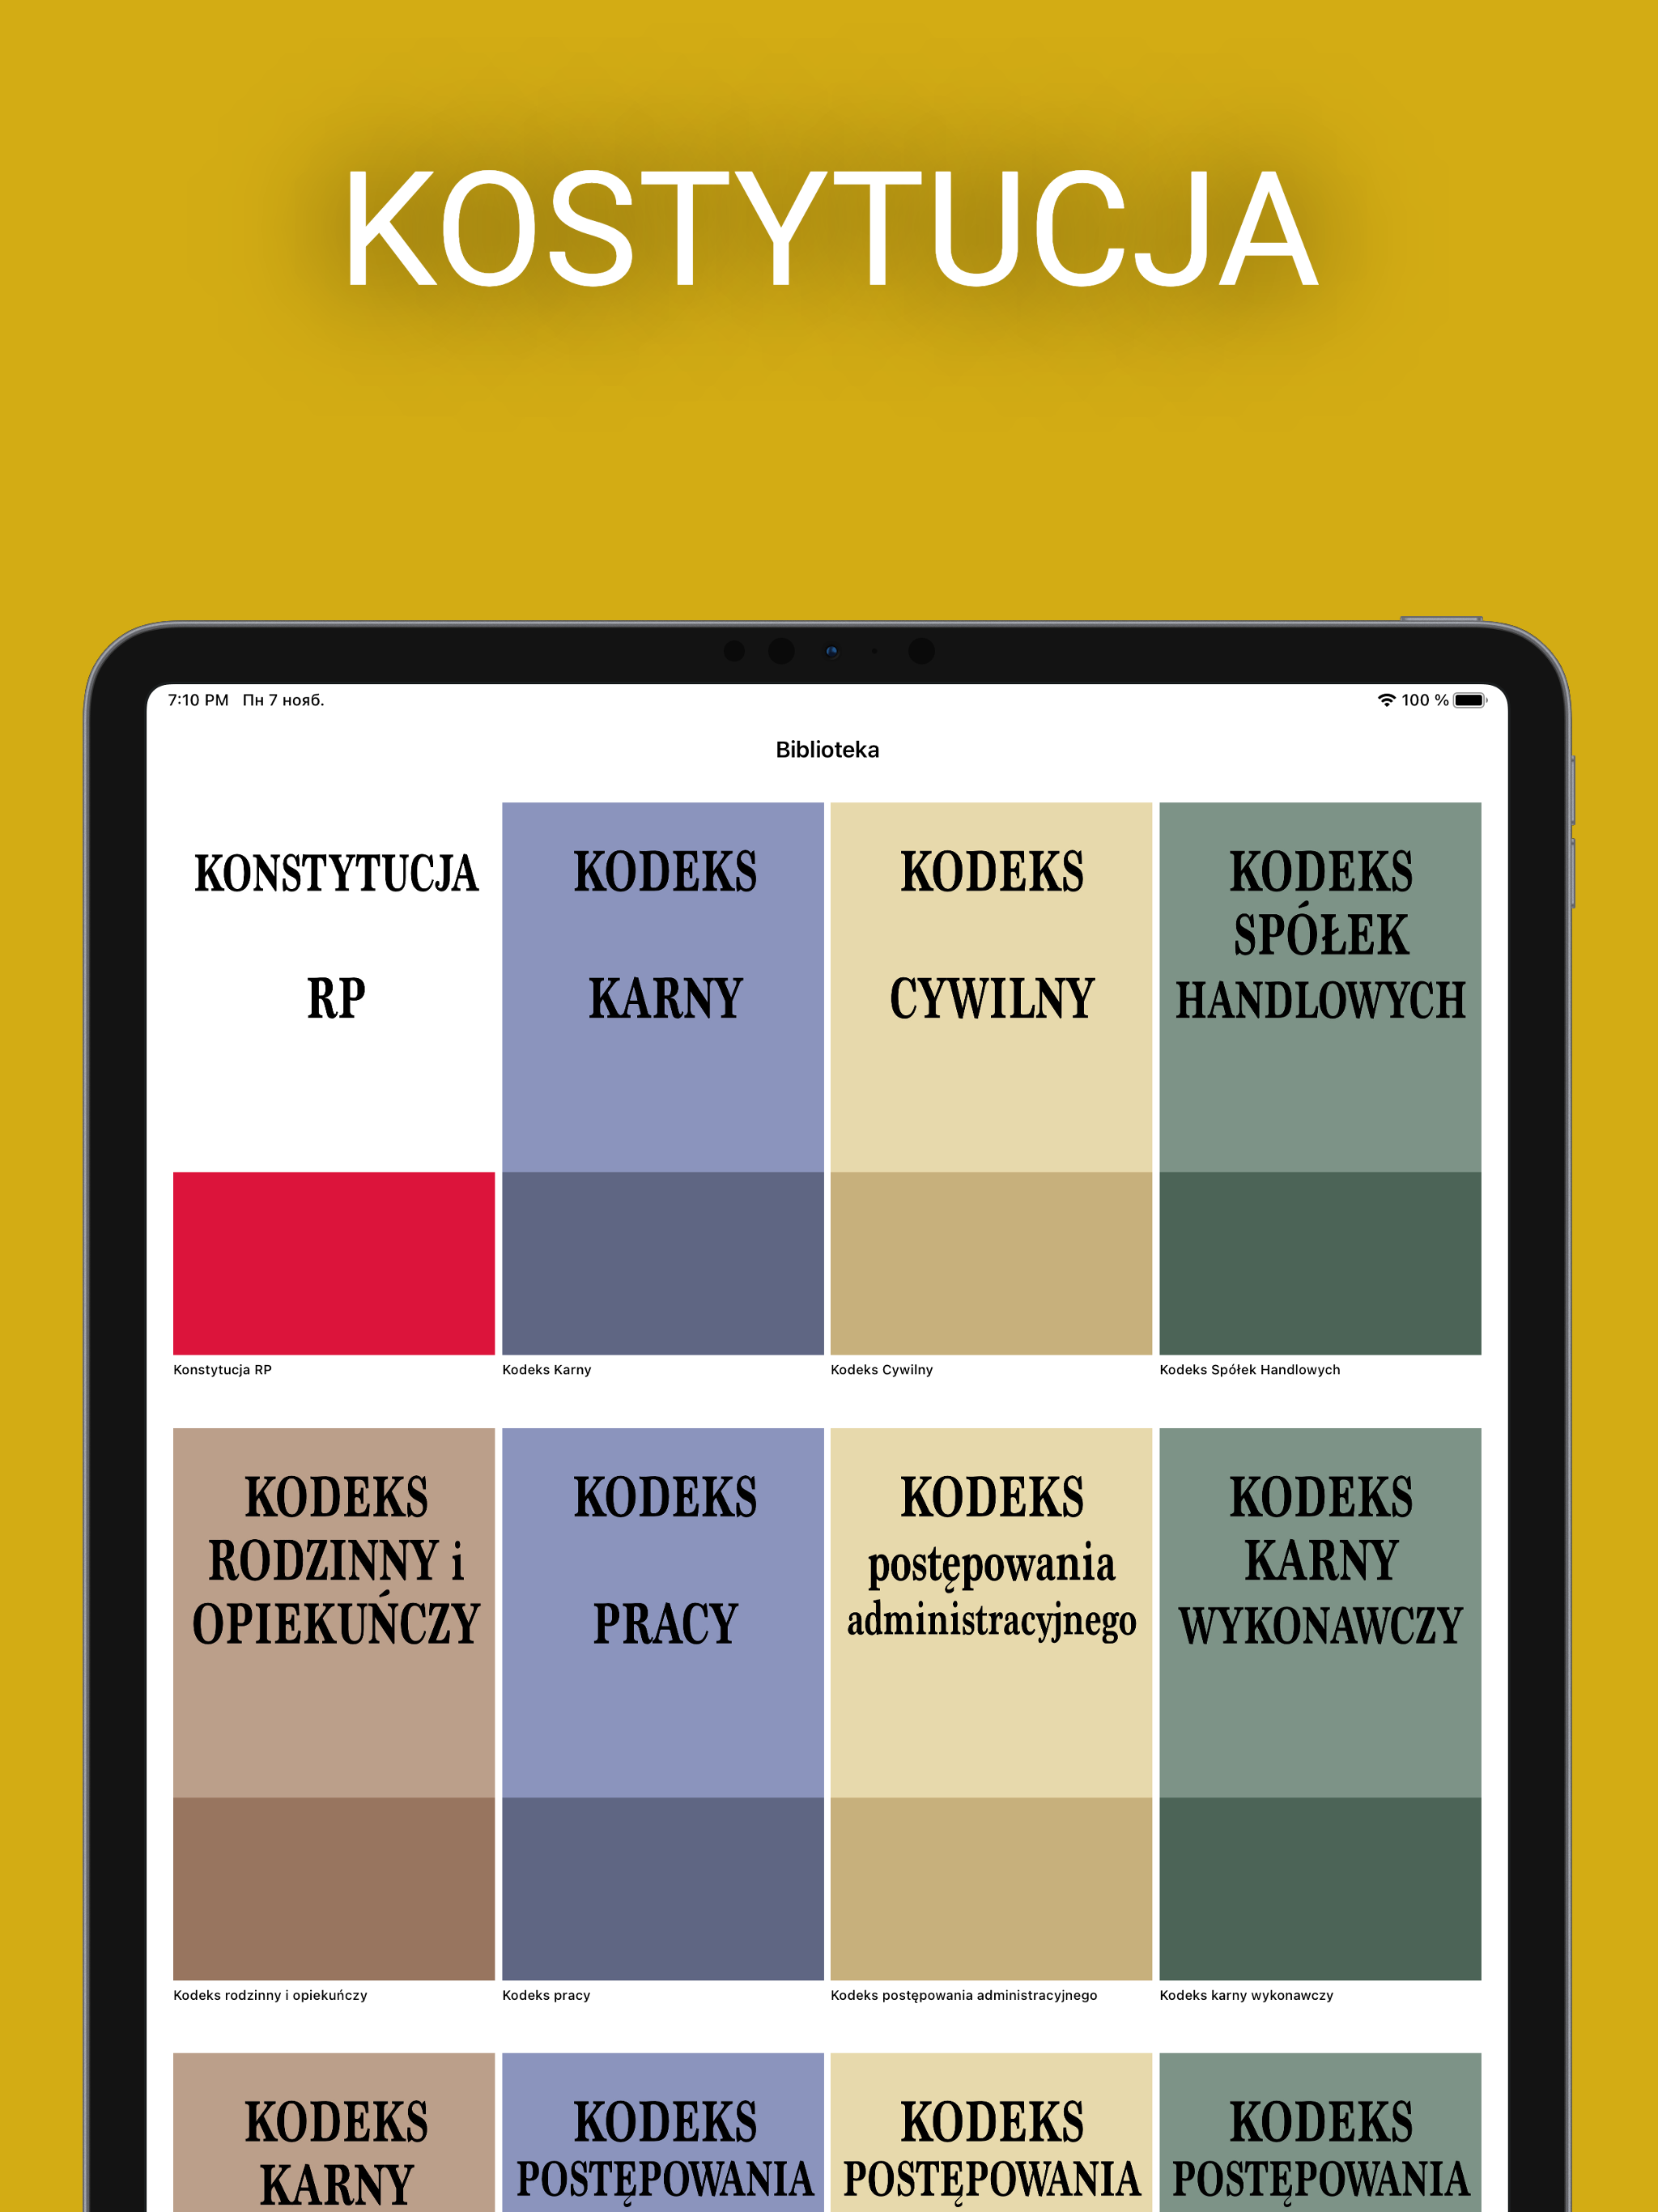 KOSTYTUCJA
7:10 PM Пн 7 нояб.
100 %
Biblioteka
KONSTYTUCJA
RP
KODEKS
KARNY
KODEKS
CYWILNY
KODEKS
SPÓŁEK
HANDLOWYCH
Konstytucja RP
Kodeks Karny
Kodeks Cywilny
Kodeks Spółek Handlowych
KODEKS
RODZINNY i
OPIEKUŃCZY
KODEKS
PRACY
KODEKS
postępowania
administracyjnego
KODEKS
KARNY
WYKONAWCZY
Kodeks rodzinny i opiekuńczy
Kodeks pracy
Kodeks postępowania administracyjnego
Kodeks karny wykonawczy
KODEKS
KARNY
KODEKS
POSTĘPOWANIA
KODEKS
POSTĘPOWANIA
KODEKS
POSTĘPOWANIA